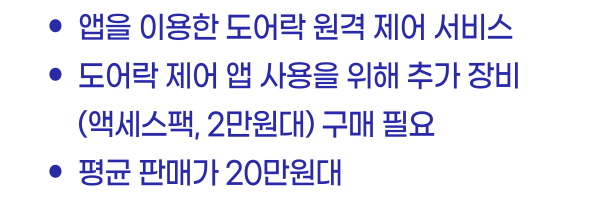 • 앱을 이용한 도어락 원격 제어 서비스
• 도어락 제어 앱 사용을 위해 추가 장비
(액세스팩, 2만원대) 구매 필요
• 평균 판매가 20만원대